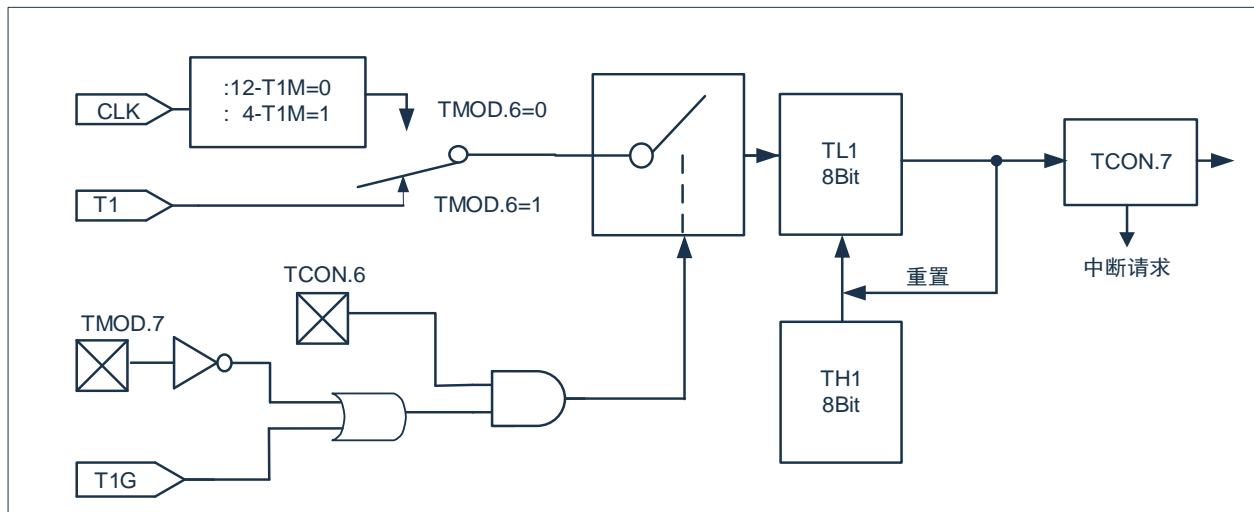 :12-T1M=0
: 4-T1M=1
CLK
TMOD.6=0
T1
TMOD.6=1
TL1
8Bit
TCON.7
中断请求
重置
TCON.6
TMOD.7
TH1
8Bit
T1G